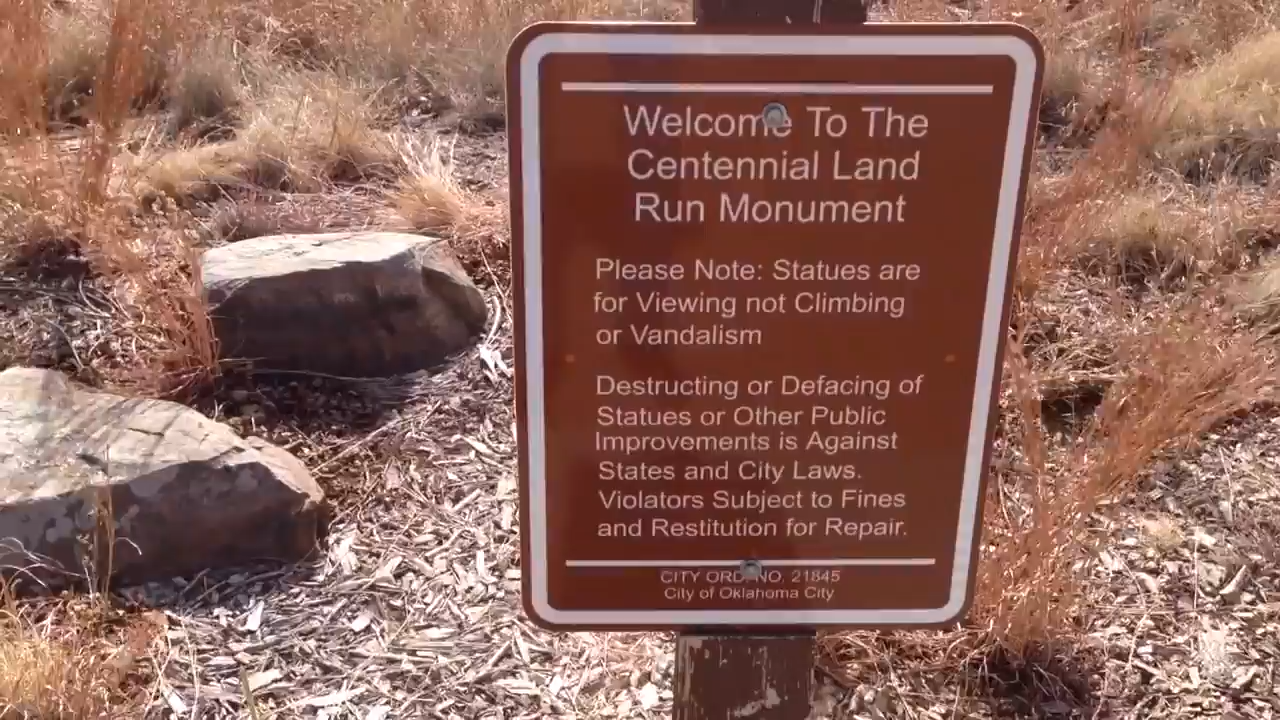 Welcome To The
Centennial Land
Run Monument
Please Note: Statues are
for Viewing not Climbing
or Vandalism
Destructing or Defacing of
Statues or Other Public
Improvements is Against
States and City Laws.
Violators Subject to Fines
and Restitution for Repair.
CITY ORD. NO. 21845
City of Oklahoma City